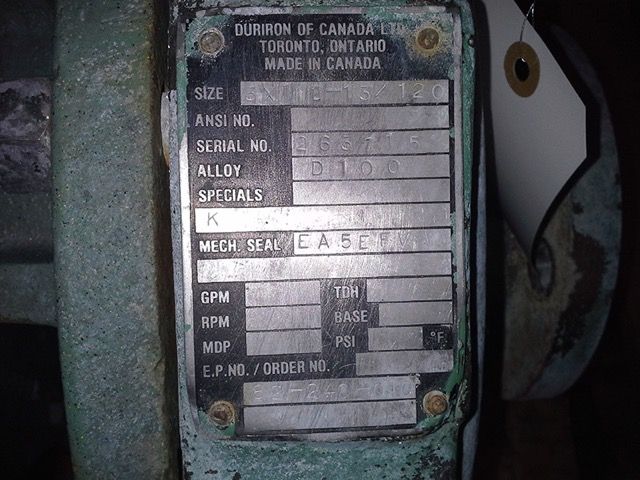 DURIRON OF CANADA LTD
TORONTO, ONTARIO
MADE IN CANADA
SIZE
ANSI NO.
SERIAL NO.
ALLOY D100
SPECIALS
K
MECH. SEAL
GPM TDH
RPM BASE
MDP PSI °F
E.P.NO. / ORDER NO.